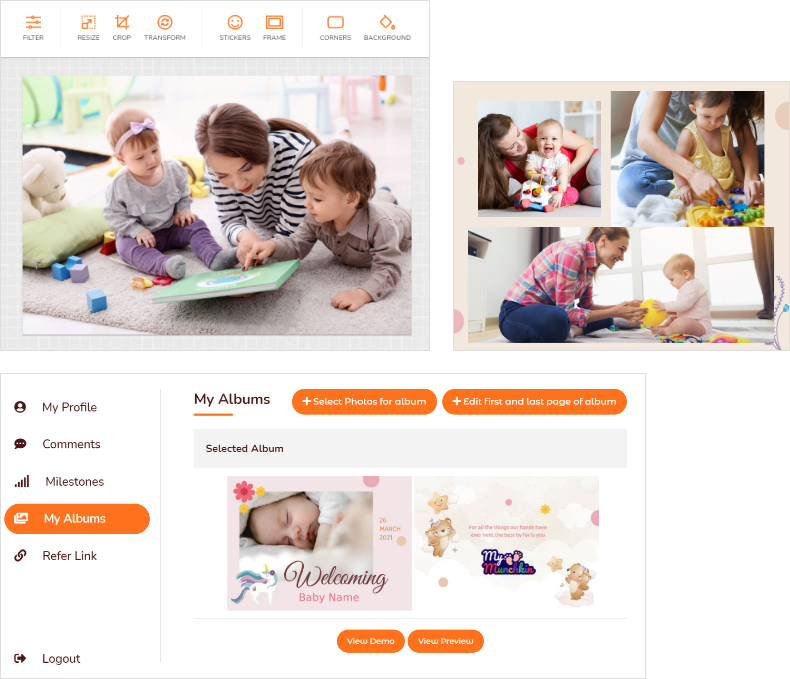 FILTER
RESIZE
CROP
TRANSFORM
STICKERS
FRAME
CORNERS
BACKGROUND
My Profile
Comments
Milestones
My Albums
Refer Link
Logout
My Albums
+ Select Photos for album
+ Edit first and last page of album
Selected Album
26
MARCH
2021
Welcoming
Baby Name
For all the things our hands have
ever held, the best by far is you
My
Munchkin
View Demo
View Preview